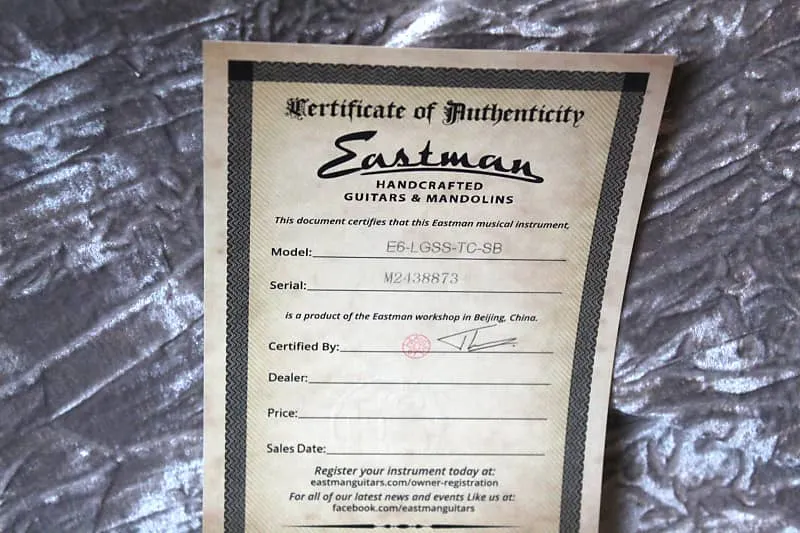 Certificate of Authenticity
Eastman
HANDCRAFTED
GUITARS & MANDOLINS
This document certifies that this Eastman musical instrument,
Model: E6-LGSS-TC-SB
Serial: M2438873
is a product of the Eastman workshop in Beijing, China.
Certified By:
Dealer:
Price:
Sales Date:
Register your instrument today at:
eastmanguitars.com/owner-registration
For all of our latest news and events Like us at:
facebook.com/eastmanguitars